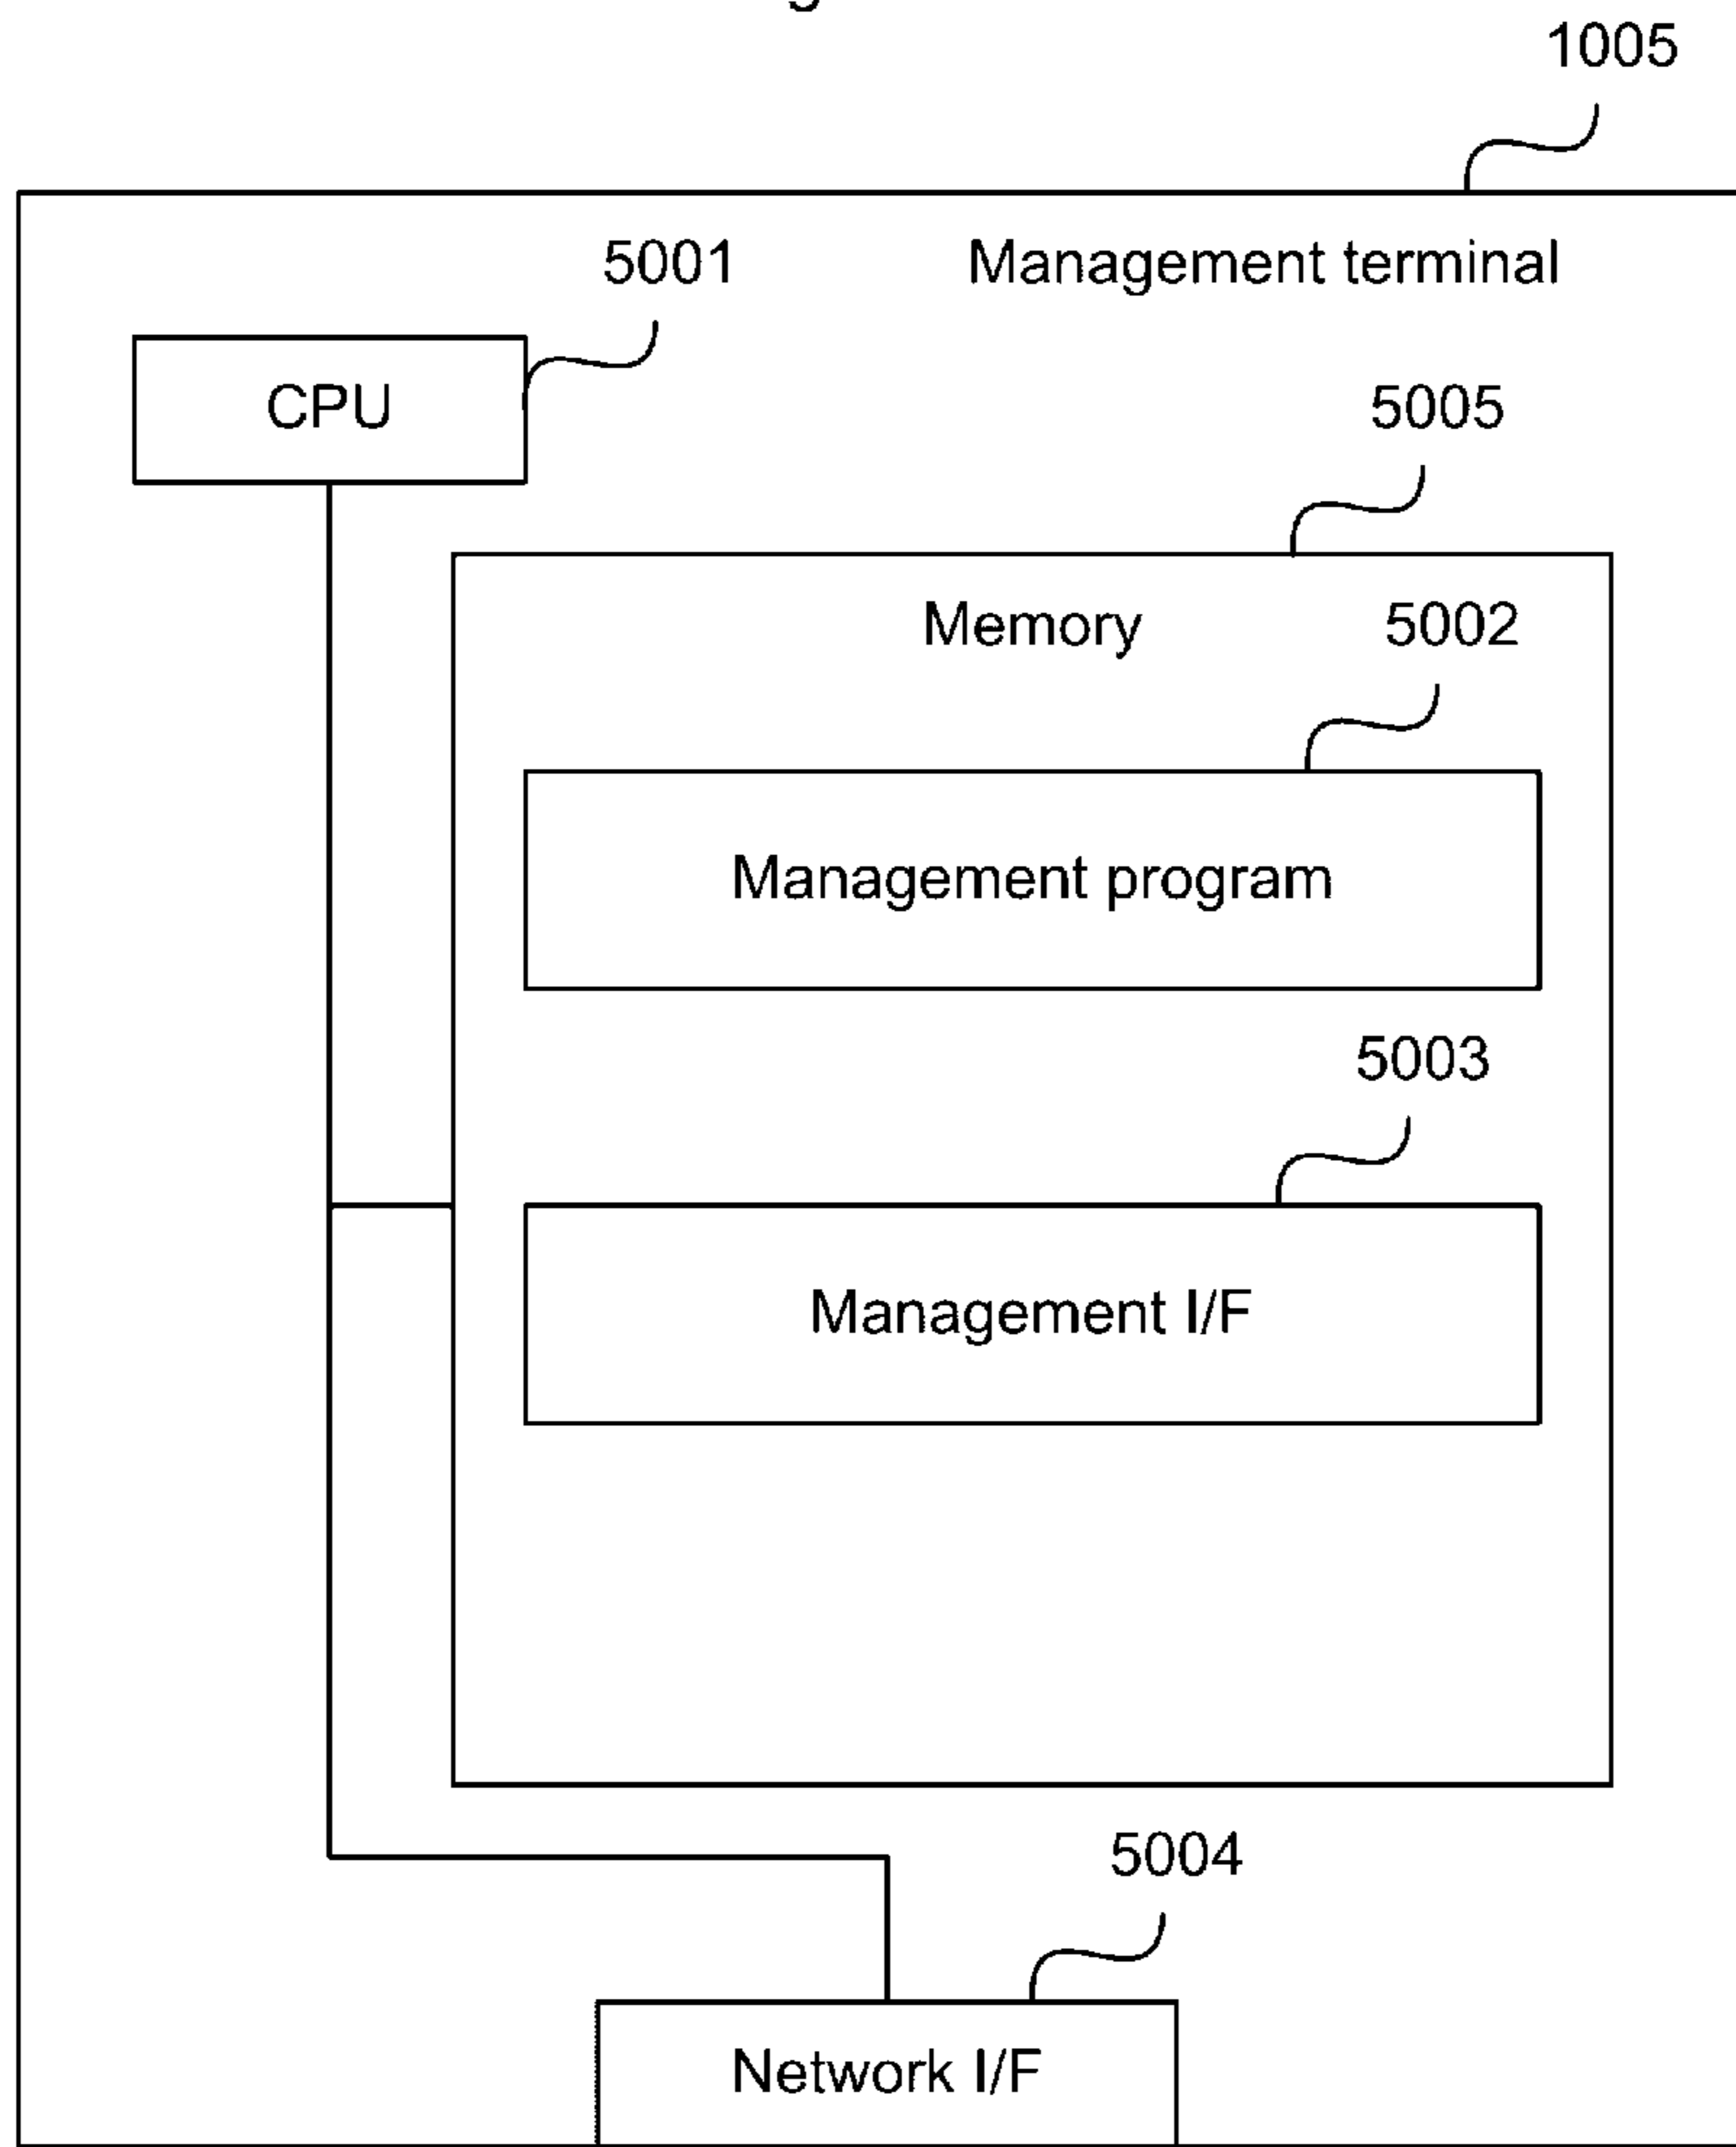 1005
5001
Management terminal
CPU
5005
Memory
5002
Management program
5003
Management I/F
5004
Network I/F